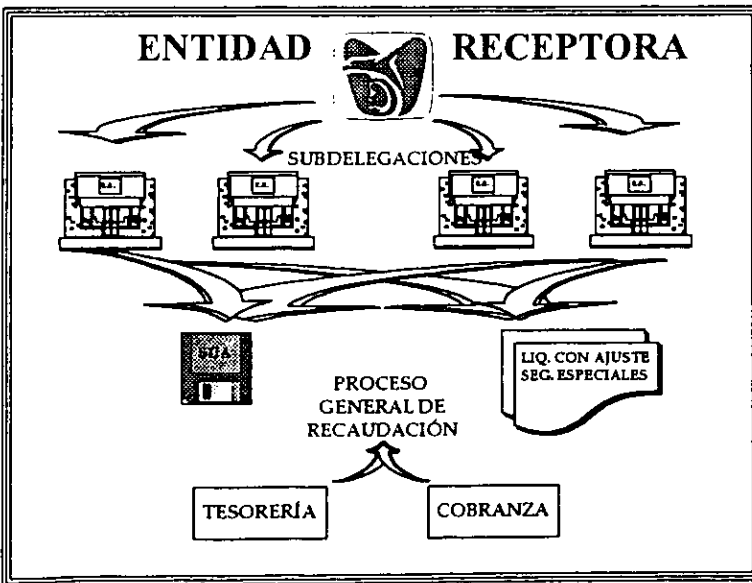 ENTIDAD RECEPTORA
SUBDELEGACIONES
SUA
LIQ. CON AJUSTE
SEG. ESPECIALES
PROCESO
GENERAL DE
RECAUDACIÓN
TESORERÍA
COBRANZA